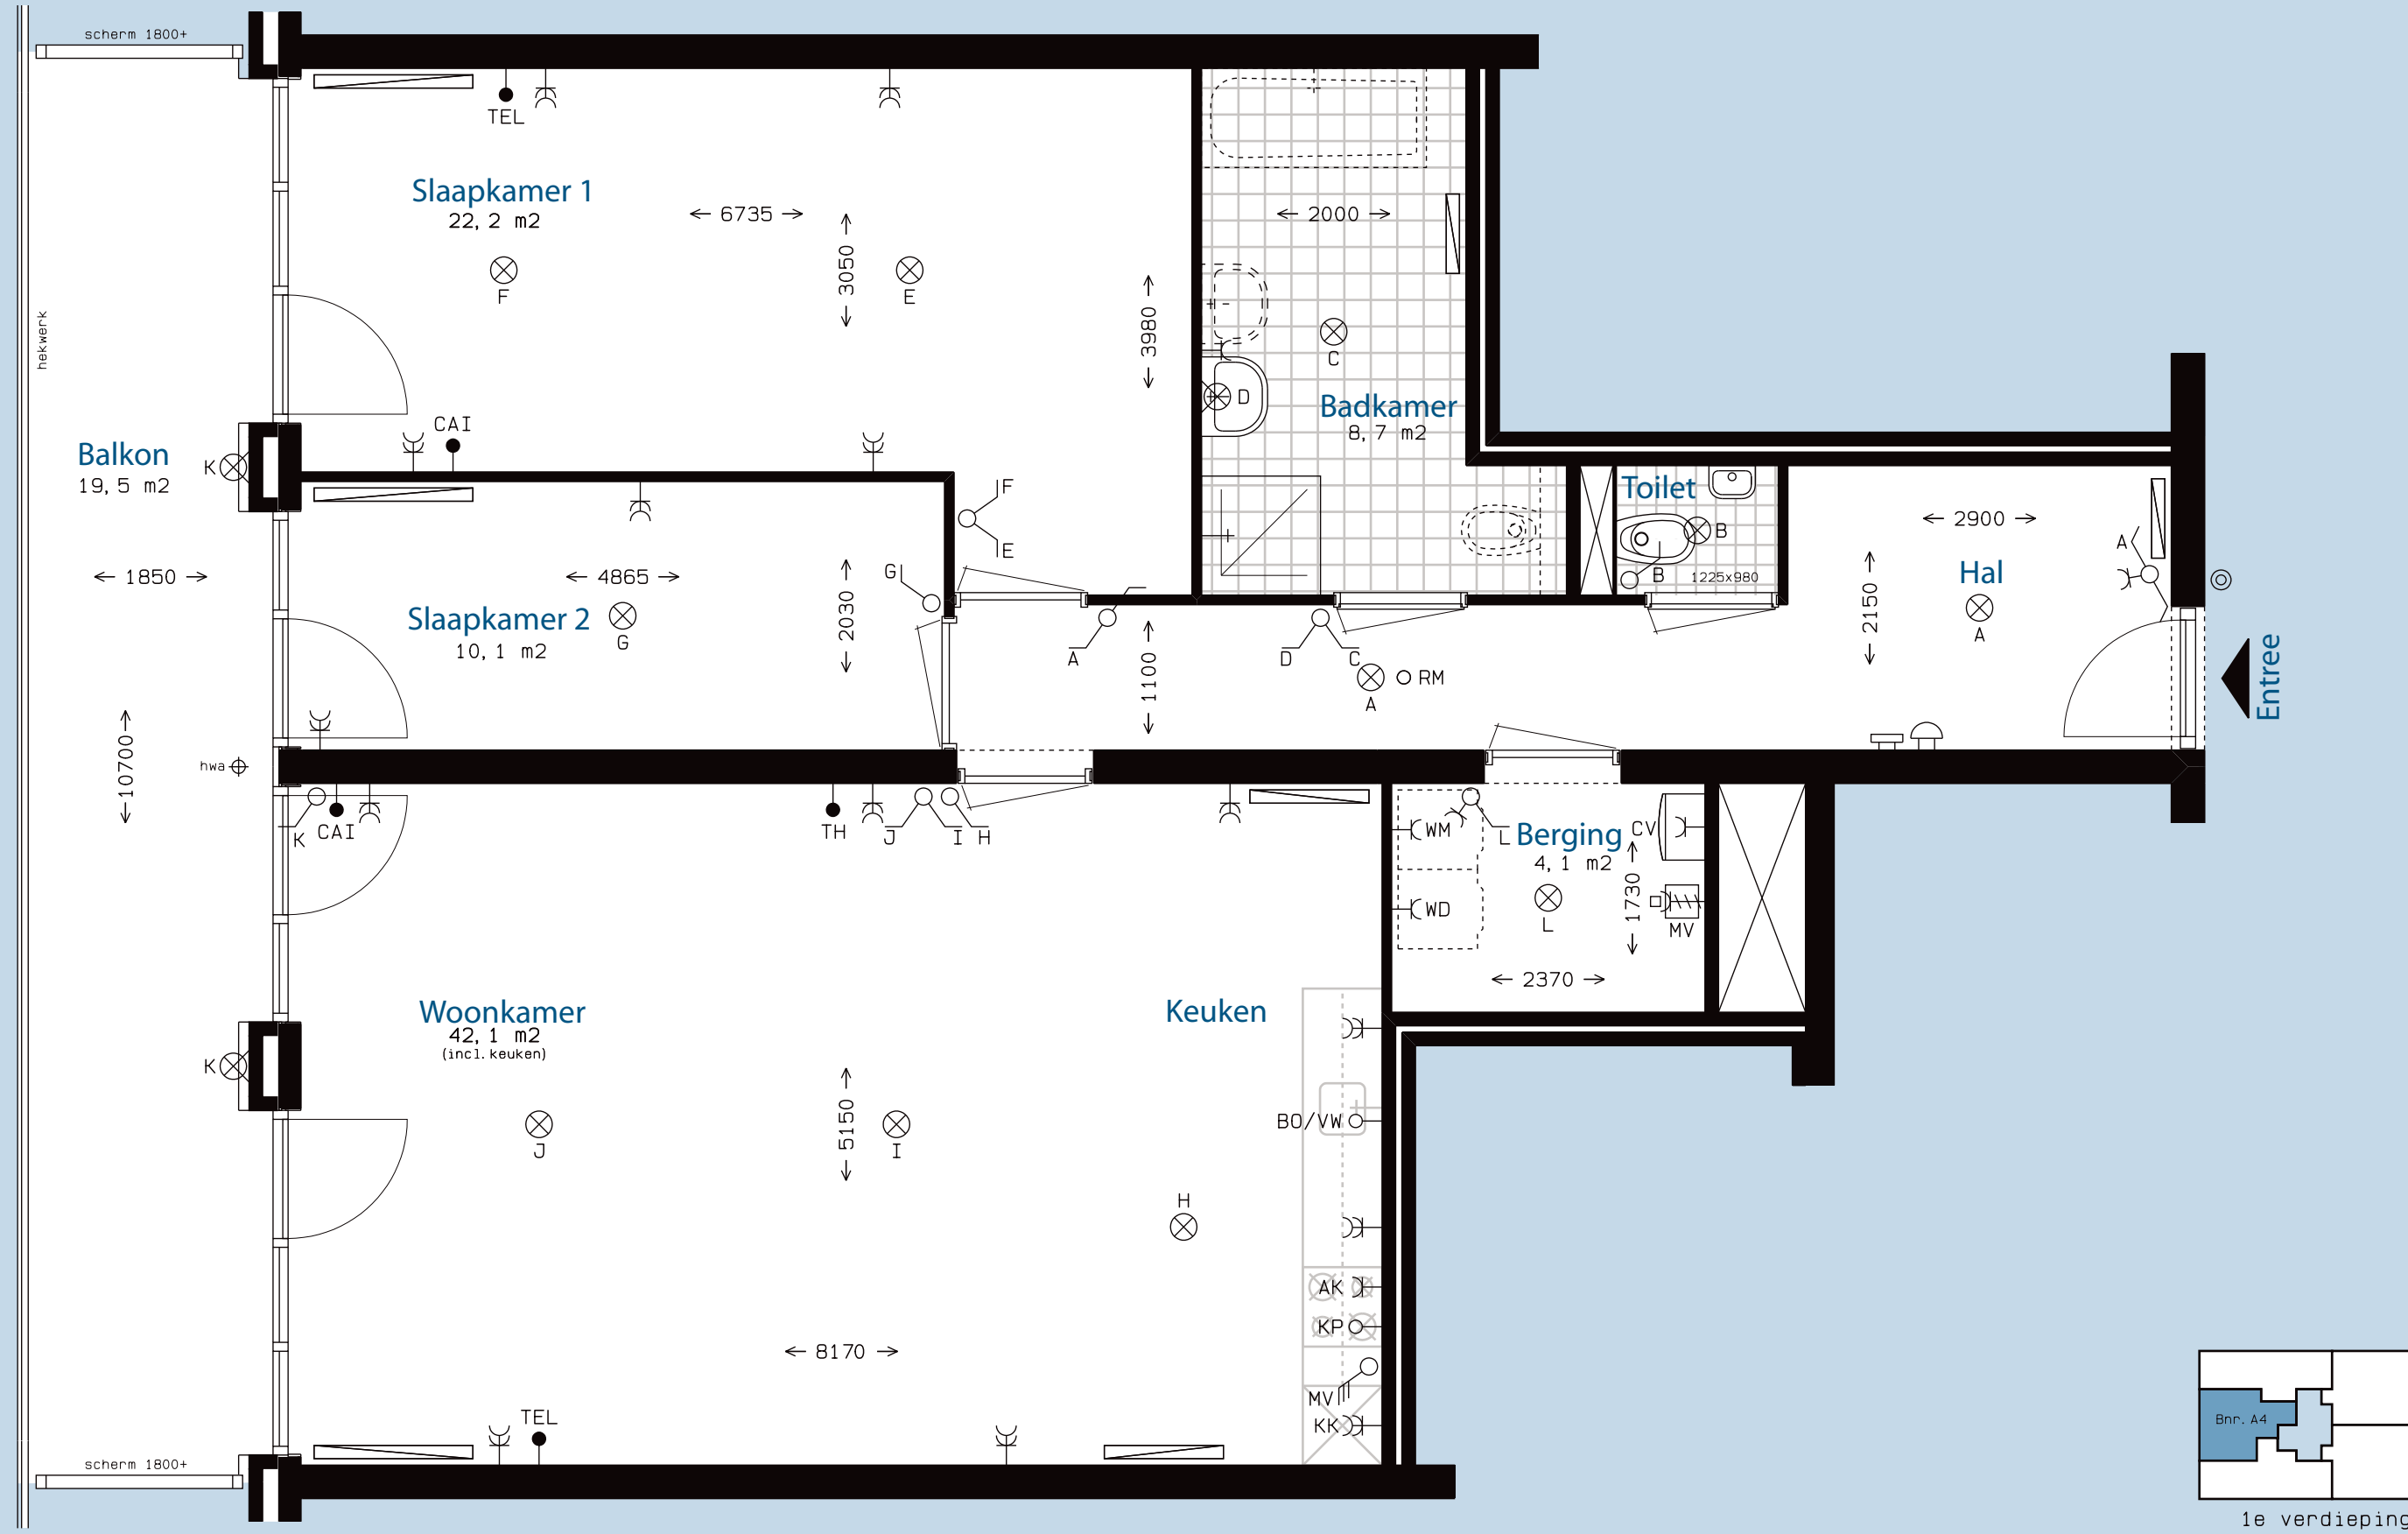 scherm 1800+
hekwerk
TEL
Slaapkamer 1
22,2 m2
6735
3050
3980
F
E
CAI
2000
C
D
Badkamer
8,7 m2
Balkon
19,5 m2
K
1850
10700
hwa
Slaapkamer 2
10,1 m2
4865
G
2030
G
F
E
A
1100
D
C
A
RM
Toilet
B
B
1225x980
2900
Hal
A
A
2150
Entree
K
CAI
TH
J
I
H
WM
WD
L
Berging
4,1 m2
L
CV
1730
MV
2370
Woonkamer
42,1 m2
(incl.keuken)
Keuken
K
J
I
5150
H
8170
BO/VW
AK
KP
MV
KK
TEL
scherm 1800+
Bnr. A4
1e verdieping